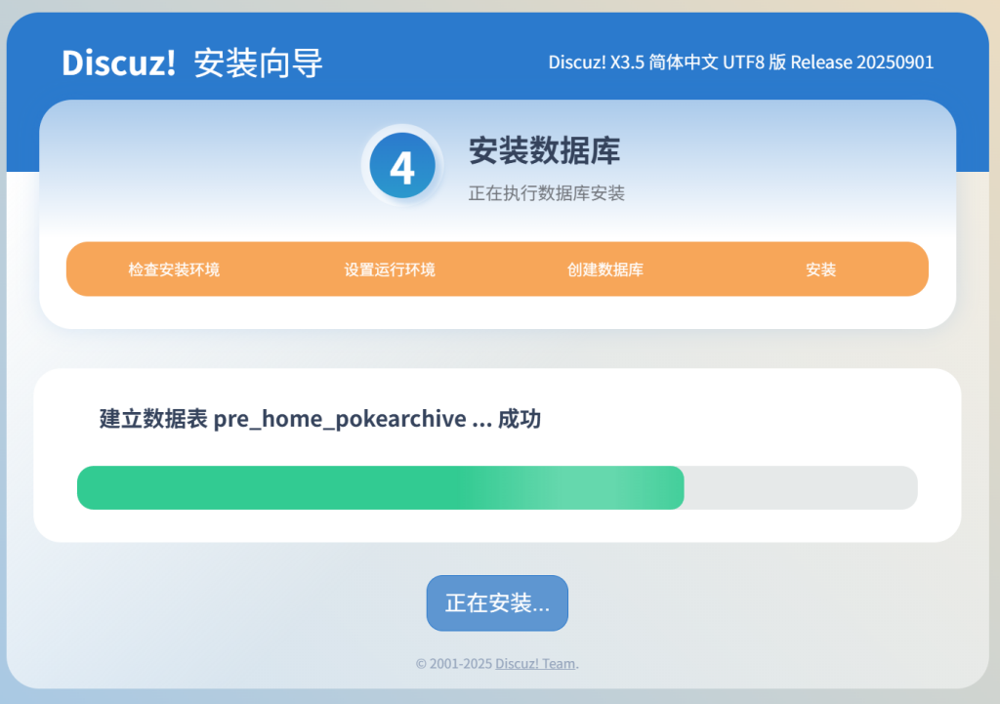 Discuz! 安装向导
Discuz! X3.5 简体中文 UTF8 版 Release 20250901
4
安装数据库
正在执行数据库安装
检查安装环境
设置运行环境
创建数据库
安装
建立数据表 pre_home_pokearchive ... 成功
正在安装...
© 2001-2025 Discuz! Team.